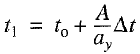 t₁ = t₀ + A/a_y Δt